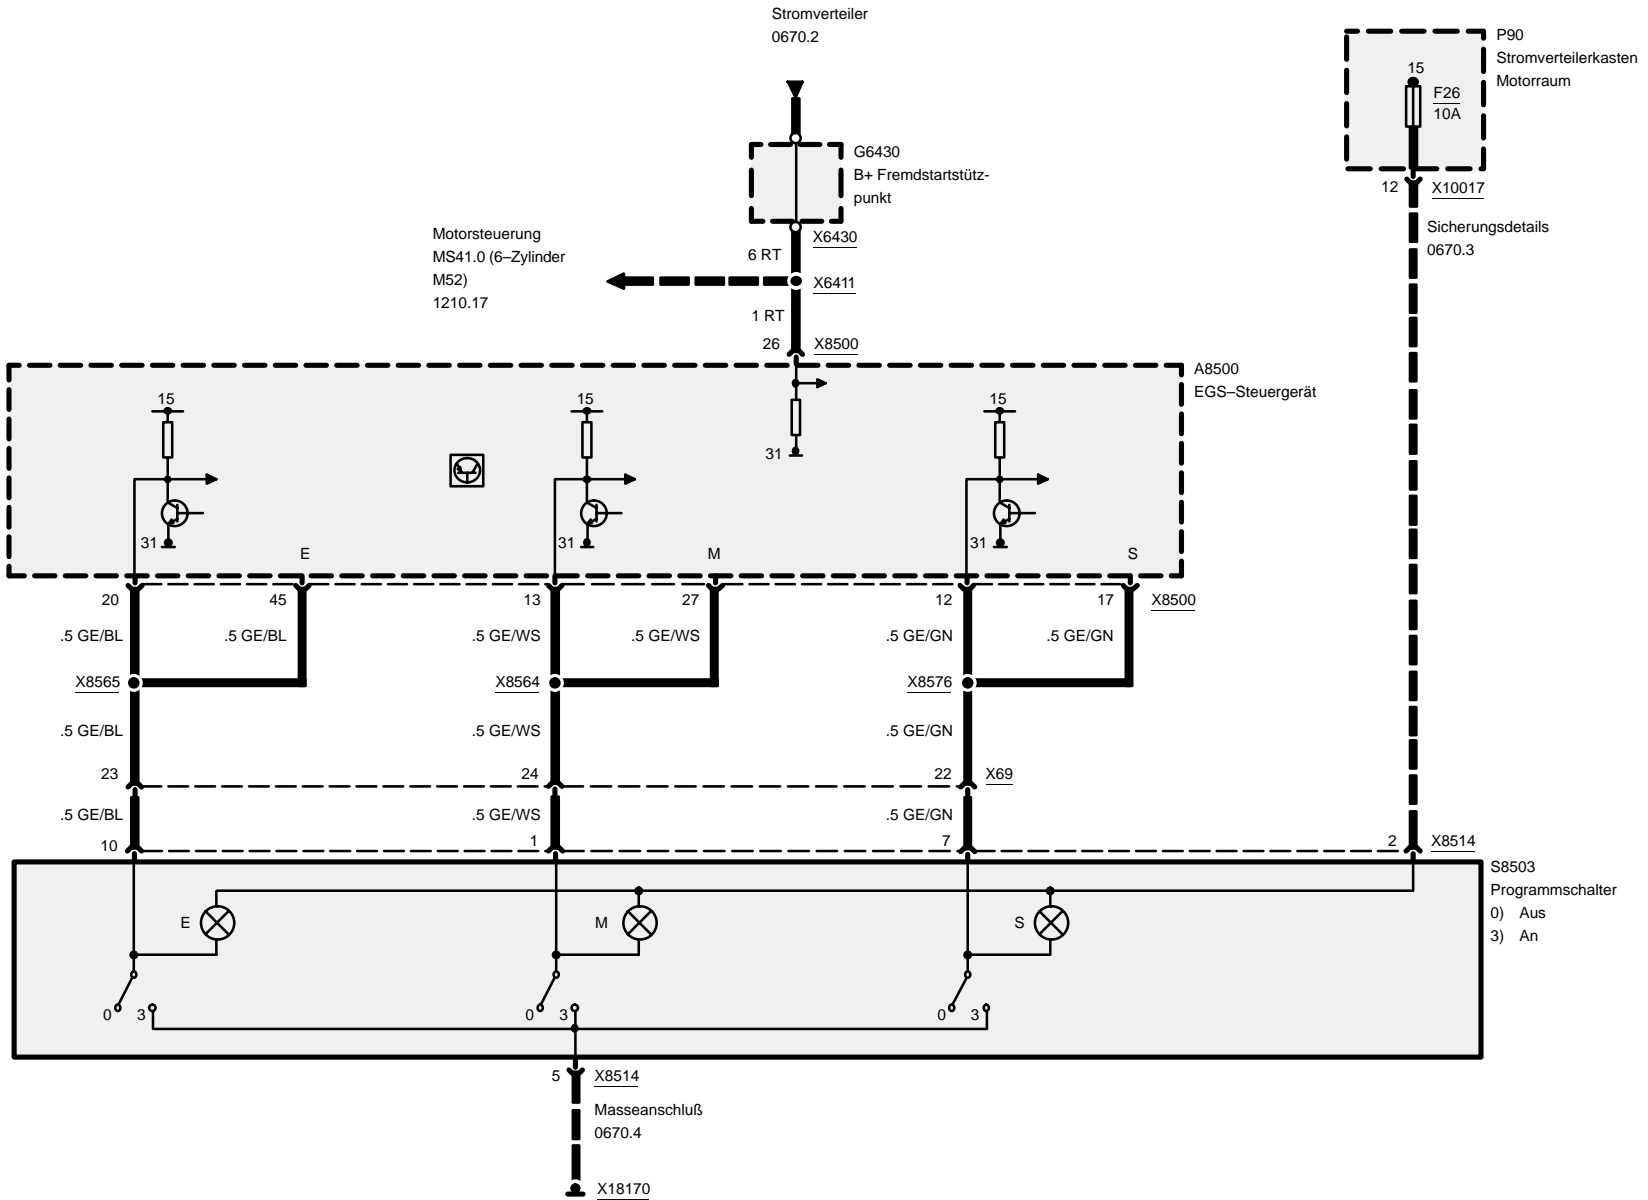 Stromverteiler
0670.2
P90
Stromverteilerkasten
Motorraum
15
F26
10A
12 X10017
Sicherungsdetails
0670.3
G6430
B+ Fremdstartstütz-
punkt
X6430
6 RT
Motorsteuerung
MS41.0 (6–Zylinder
M52)
1210.17
X6411
1 RT
26 X8500
A8500
EGS–Steuergerät
15 15 15
31
31 31 31
E M S
20 45 13 27 12 17 X8500
.5 GE/BL .5 GE/BL .5 GE/WS .5 GE/WS .5 GE/GN .5 GE/GN
X8565 X8564 X8576
.5 GE/BL .5 GE/WS .5 GE/GN
23 24 22 X69
.5 GE/BL .5 GE/WS .5 GE/GN
10 1 7 2 X8514
S8503
Programmschalter
0) Aus
3) An
E M S
0 3 0 3 0 3
5 X8514
Masseanschluß
0670.4
X18170